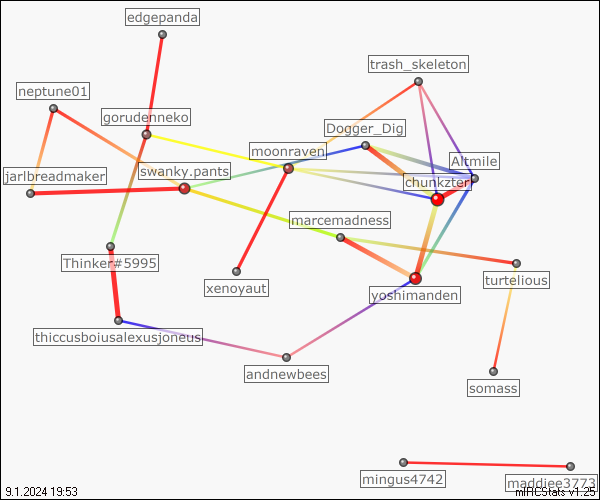 edgepanda
trash_skeleton
neptune01
gorudenneko
Dogger_Dig
moonraven
Altmile
swanky.pants
jarlbreadmaker
chunkzter
marcemadness
Thinker#5995
xenoyaut
yoshimanden
turtelious
thiccusboiusalexusjoneus
andnewbees
somass
mingus4742
maddiee3773
9.1.2024 19:53
mIRCStats v1.25